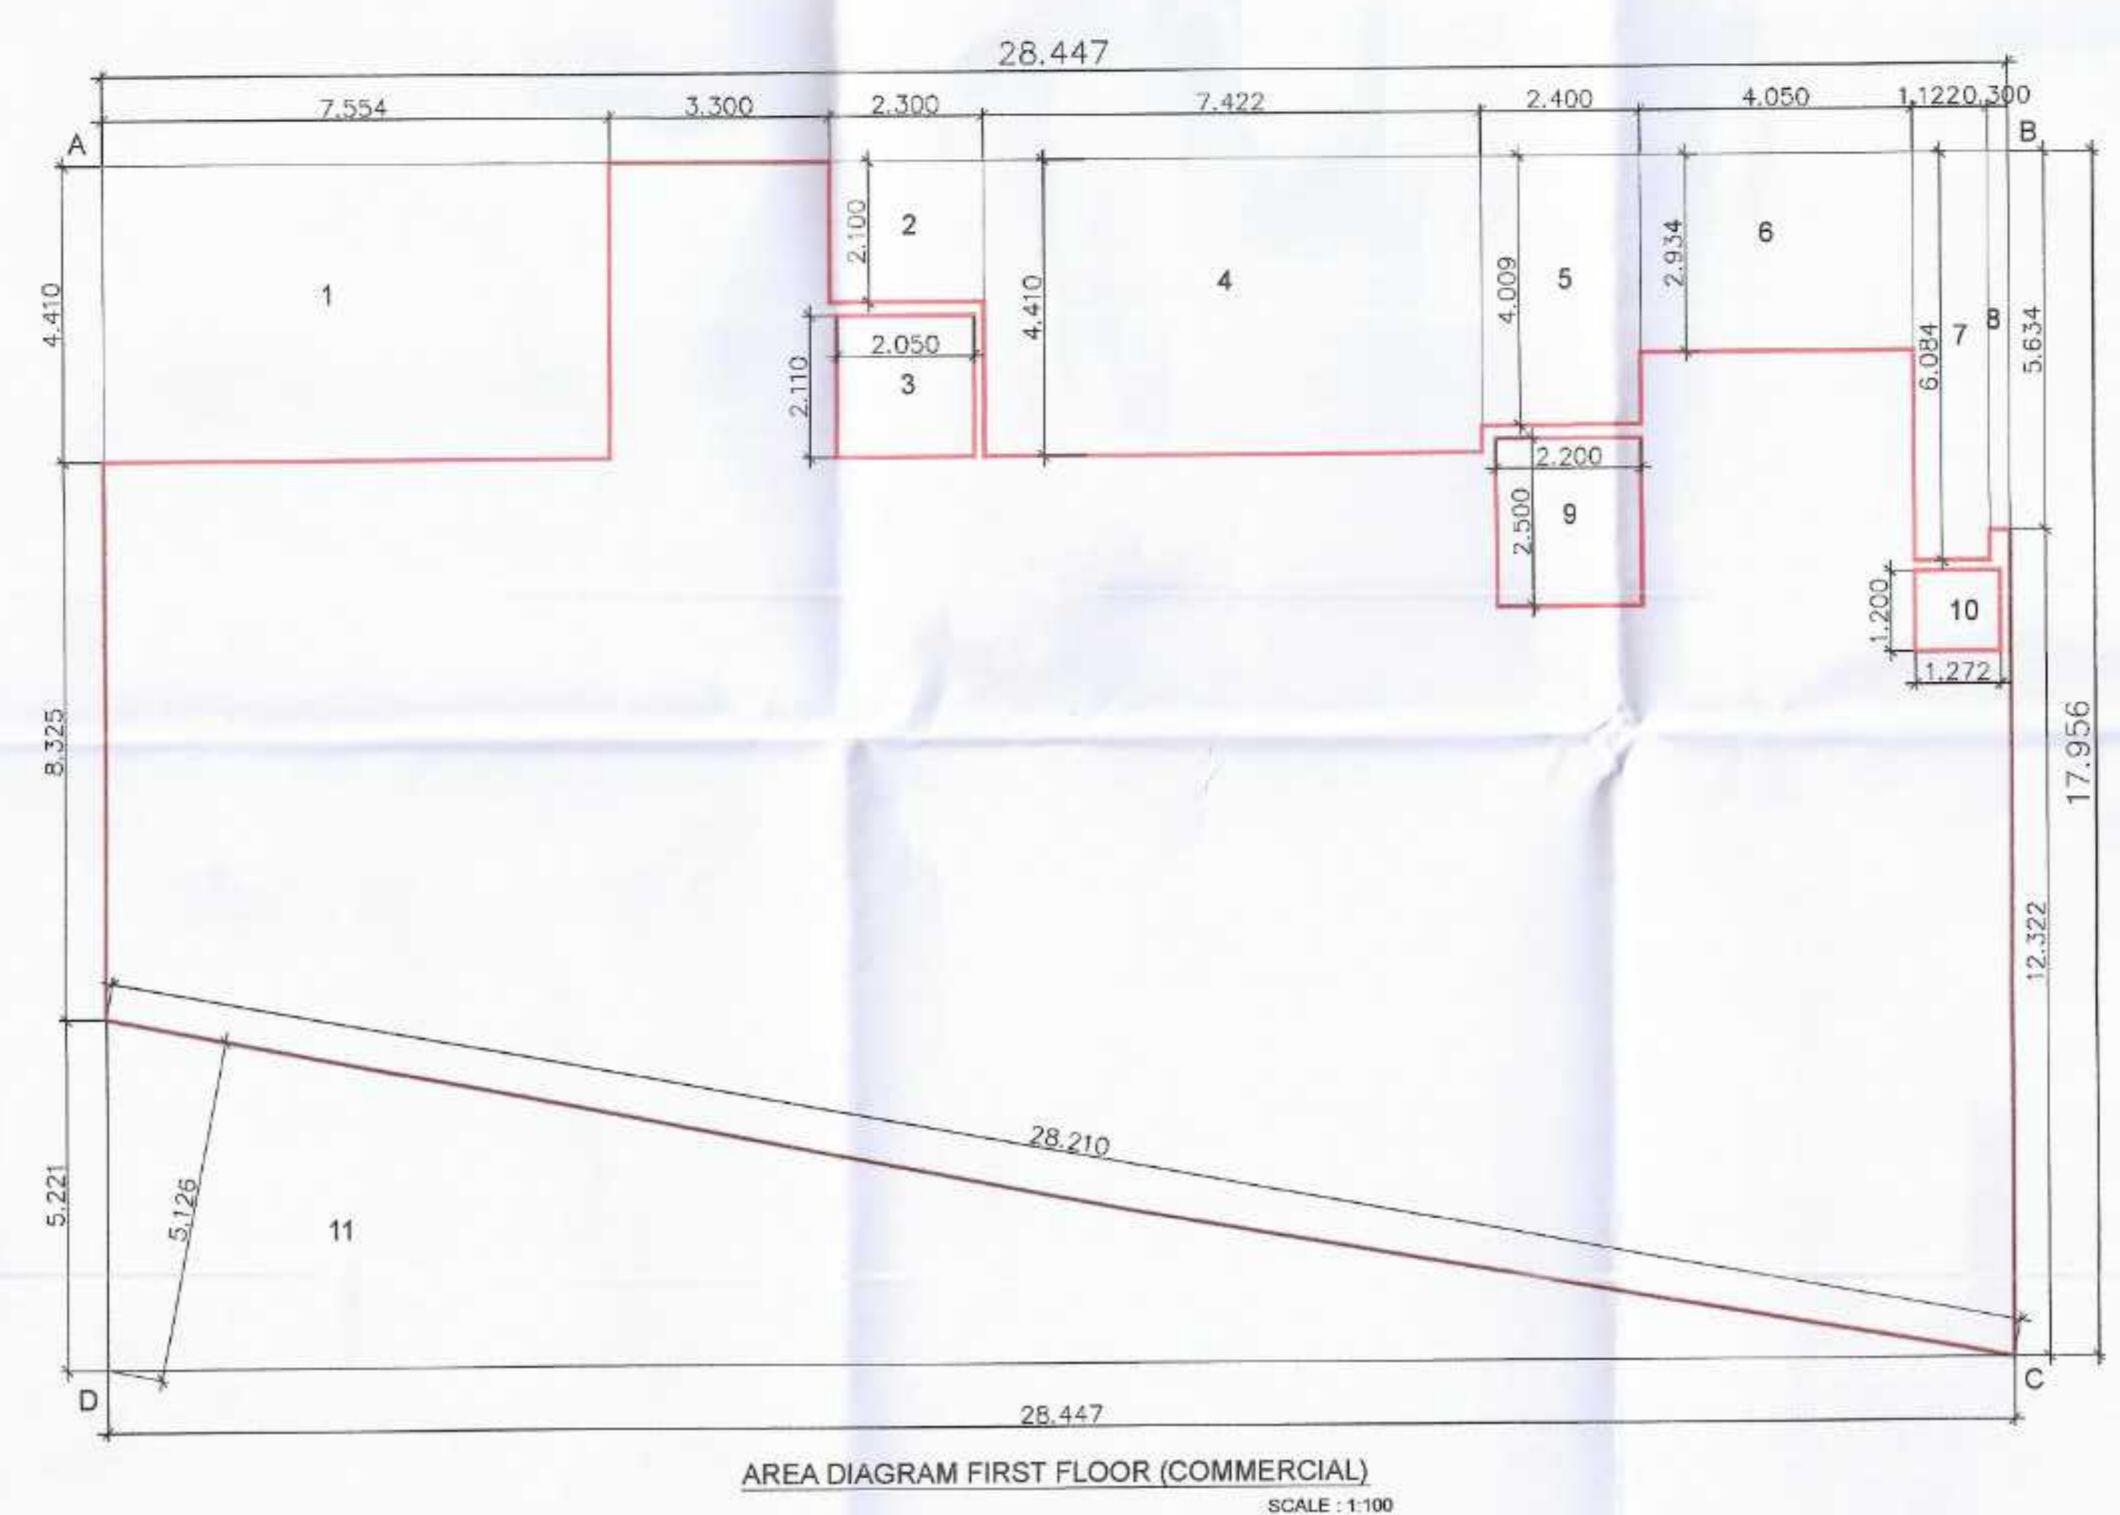 28.447
7.554 3.300 2.300 7.422 2.400 4.050 1.122 0.300
A B
4.410 1 2.100 2 4.410 4 4.009 5 2.934 6 6.084 7 8 5.634
2.110 2.050 3
2.200
2.500 9
1.200 10
1.272
8.325 17.956
12.322
28.210
5.221 5.126 11
D C
28.447
AREA DIAGRAM FIRST FLOOR (COMMERCIAL)
SCALE : 1:100